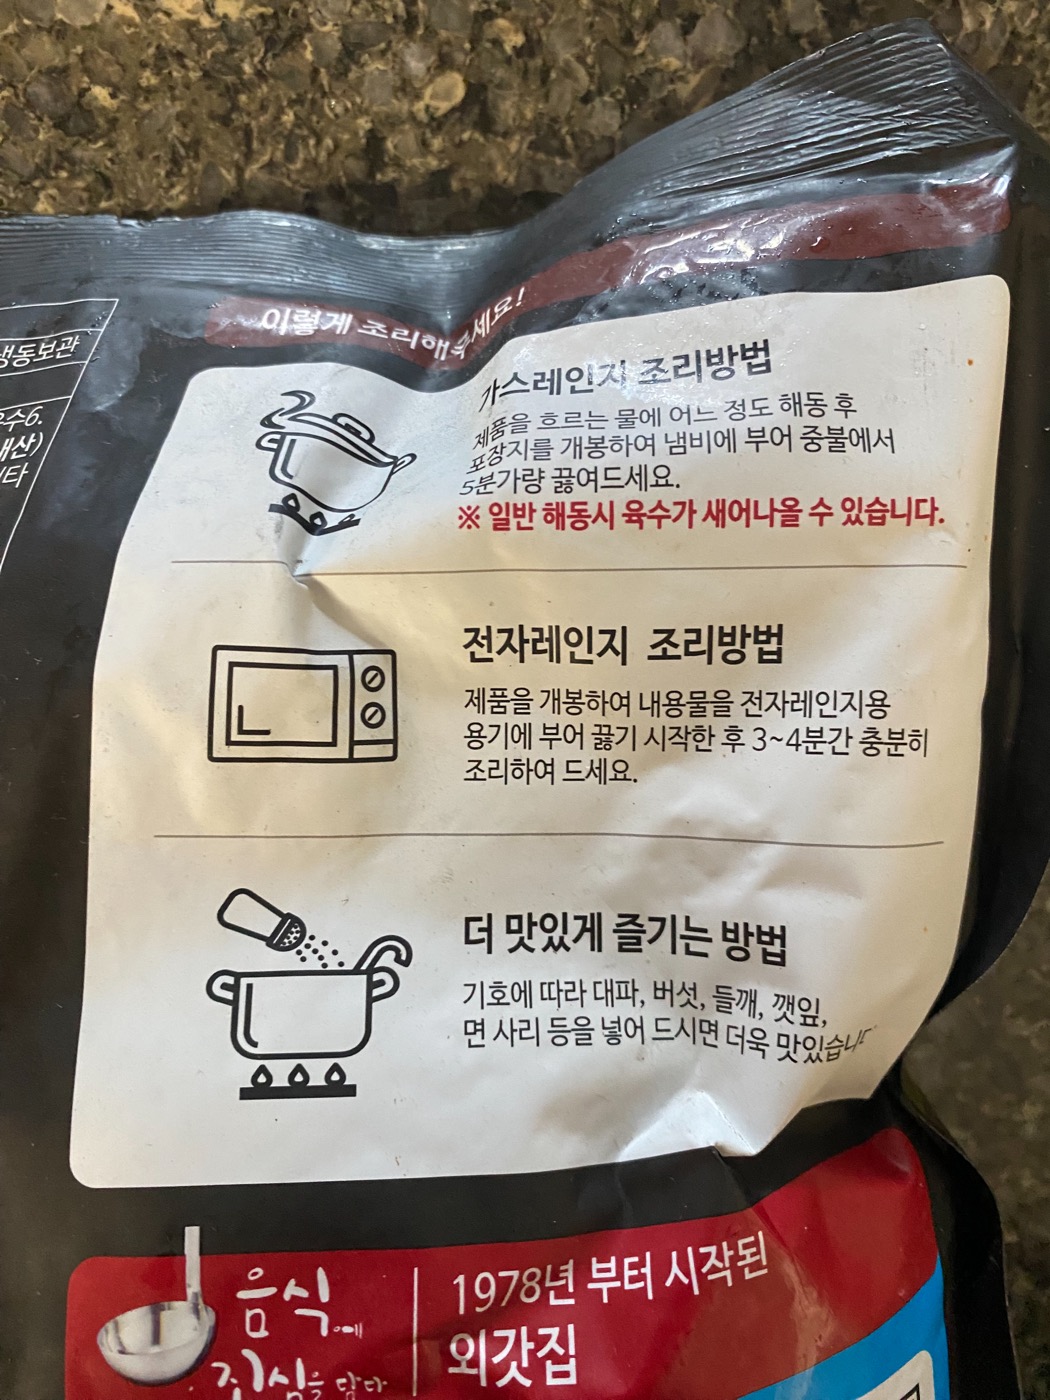 냉동보관
이렇게 조리해 주세요!
가스레인지 조리방법
제품을 흐르는 물에 어느 정도 해동 후
포장지를 개봉하여 냄비에 부어 중불에서
5분가량 끓여드세요.
※ 일반 해동시 육수가 새어나올 수 있습니다.
전자레인지 조리방법
제품을 개봉하여 내용물을 전자레인지용
용기에 부어 끓기 시작한 후 3~4분간 충분히
조리하여 드세요.
더 맛있게 즐기는 방법
기호에 따라 대파, 버섯, 들깨, 깻잎,
면 사리 등을 넣어 드시면 더욱 맛있습니다
음식에
진심을 담다
1978년 부터 시작된
외갓집